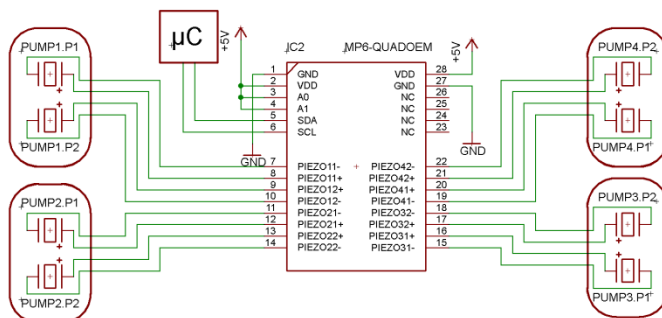 PUMP1.P1
PUMP1.P2
PUMP2.P1
PUMP2.P2
µC
+5V
IC2
MP6-QUADOEM
+5V
1 GND
2 VDD
3 A0
4 A1
5 SDA
6 SCL
GND
7 PIEZO11-
8 PIEZO11+
9 PIEZO12+
10 PIEZO12-
11 PIEZO21-
12 PIEZO21+
13 PIEZO22+
14 PIEZO22-
VDD 28
GND 27
NC 26
NC 25
NC 24
NC 23
GND
PIEZO42- 22
PIEZO42+ 21
PIEZO41+ 20
PIEZO41- 19
PIEZO32- 18
PIEZO32+ 17
PIEZO31+ 16
PIEZO31- 15
PUMP4.P2
PUMP4.P1
PUMP3.P2
PUMP3.P1